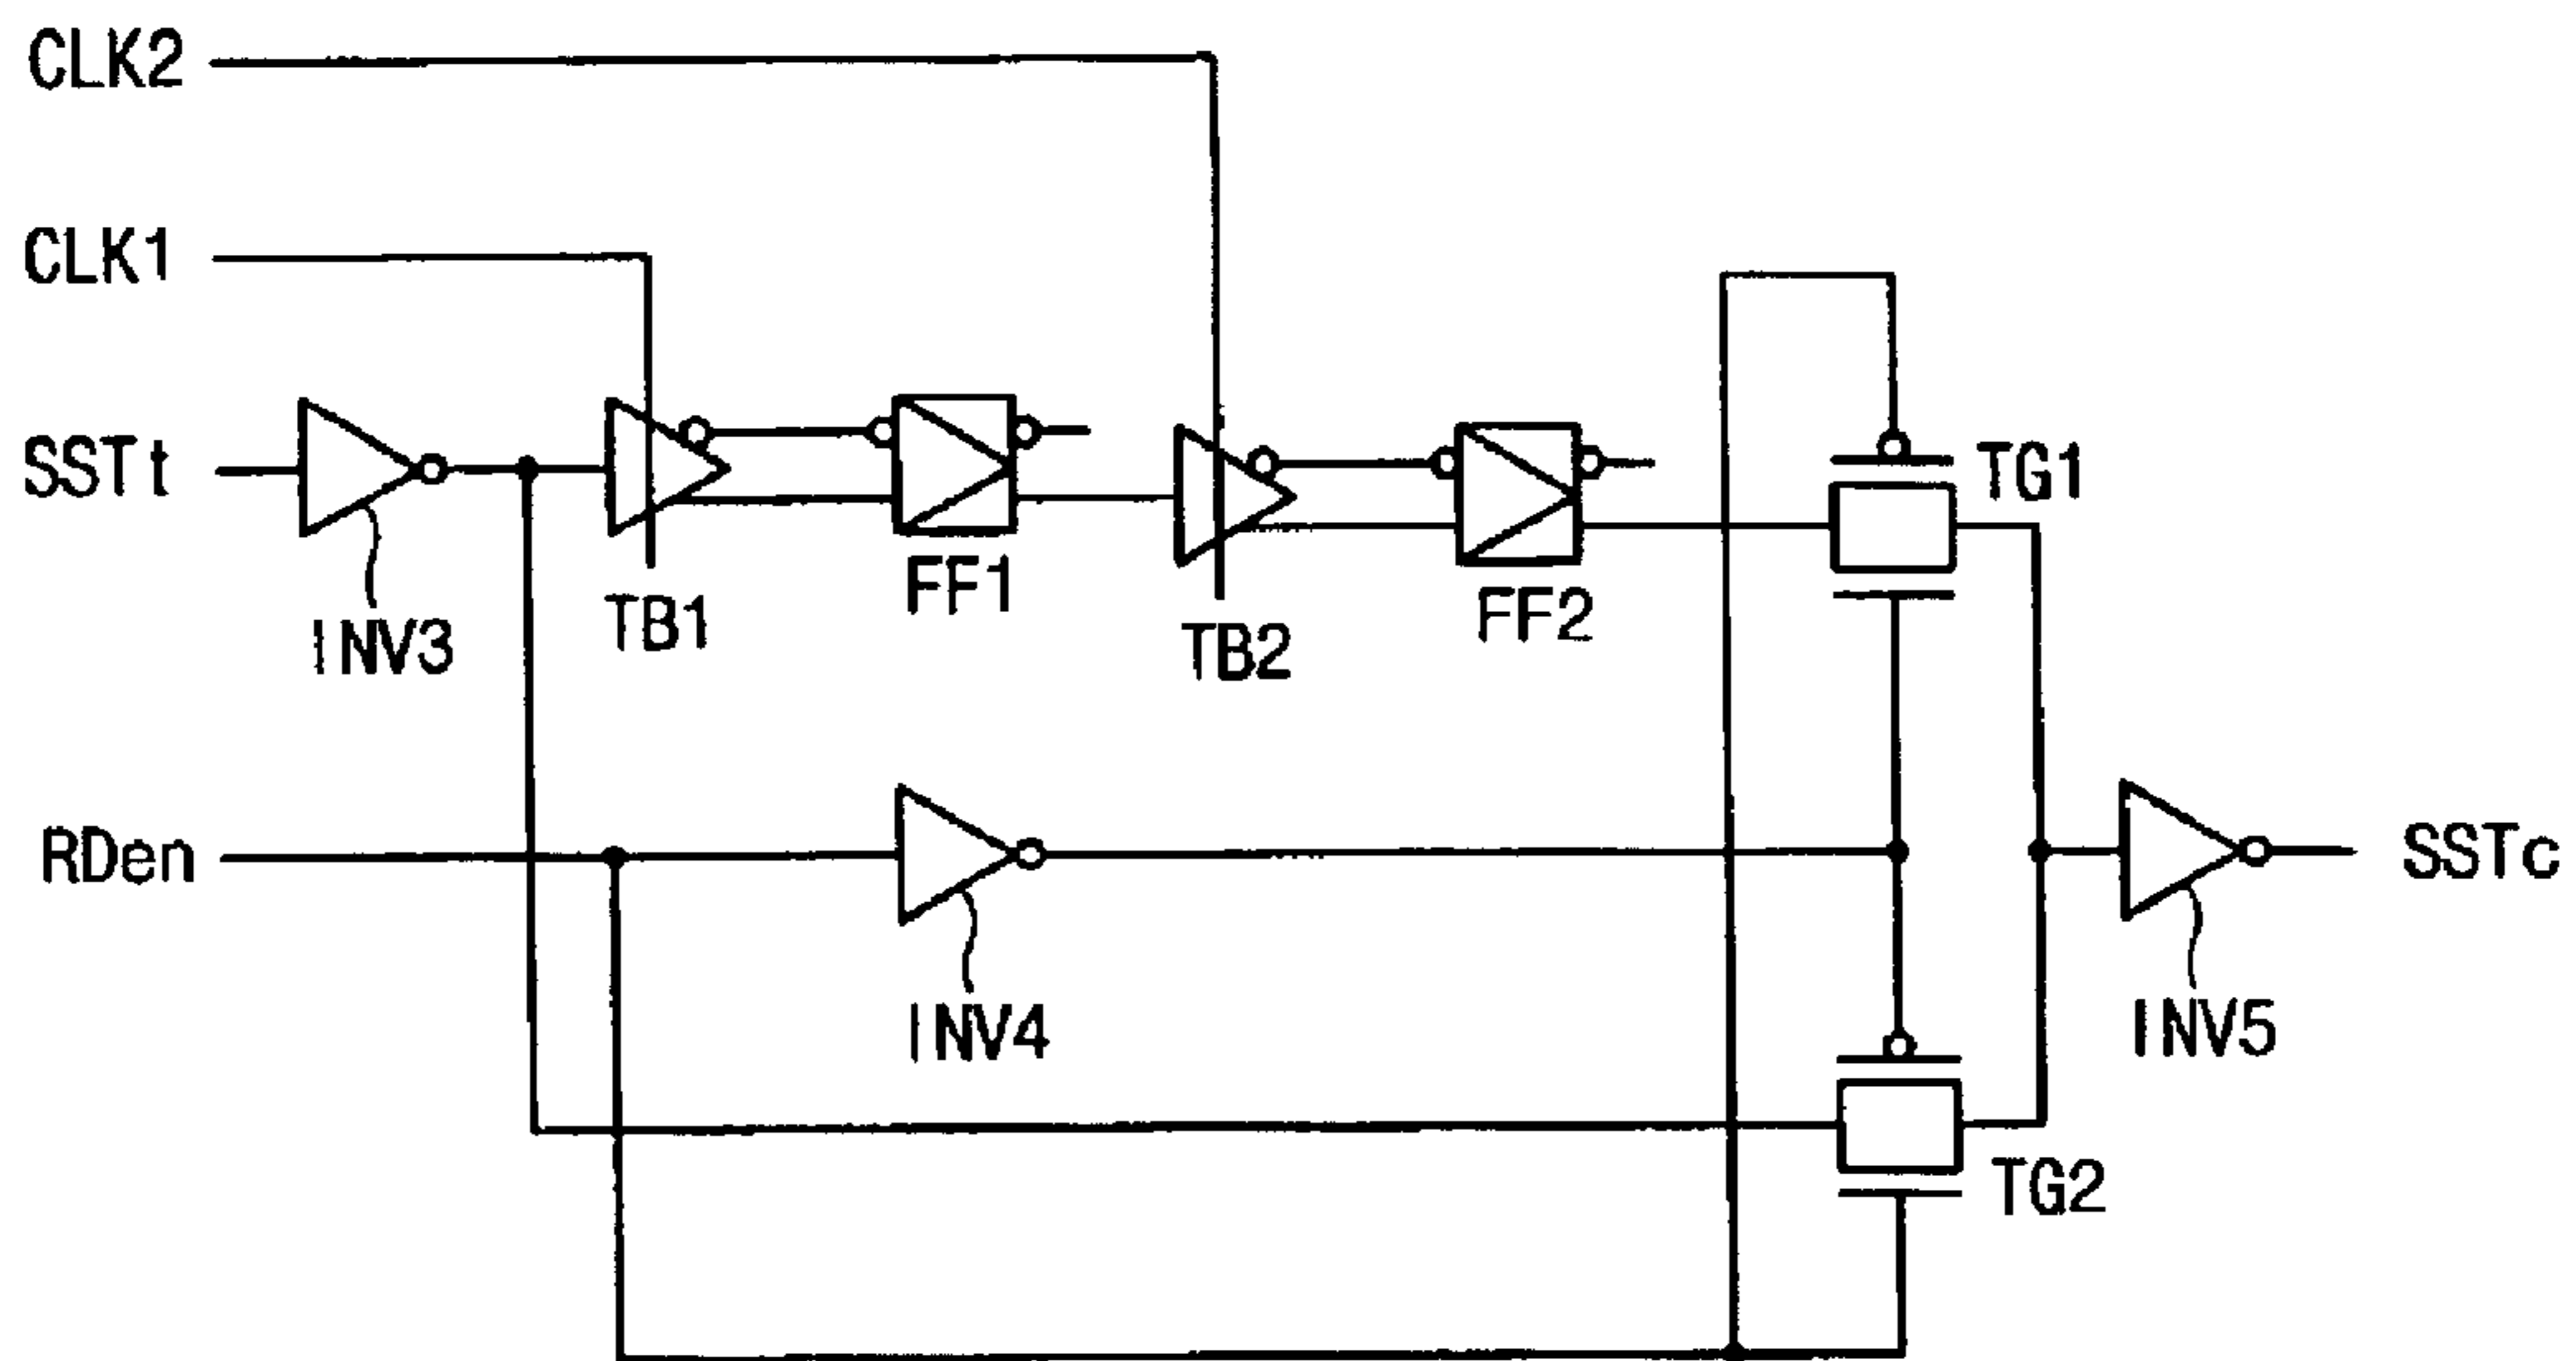 CLK2
CLK1
SSTt
INV3
TB1
FF1
TB2
FF2
TG1
RDen
INV4
SSTc
INV5
TG2